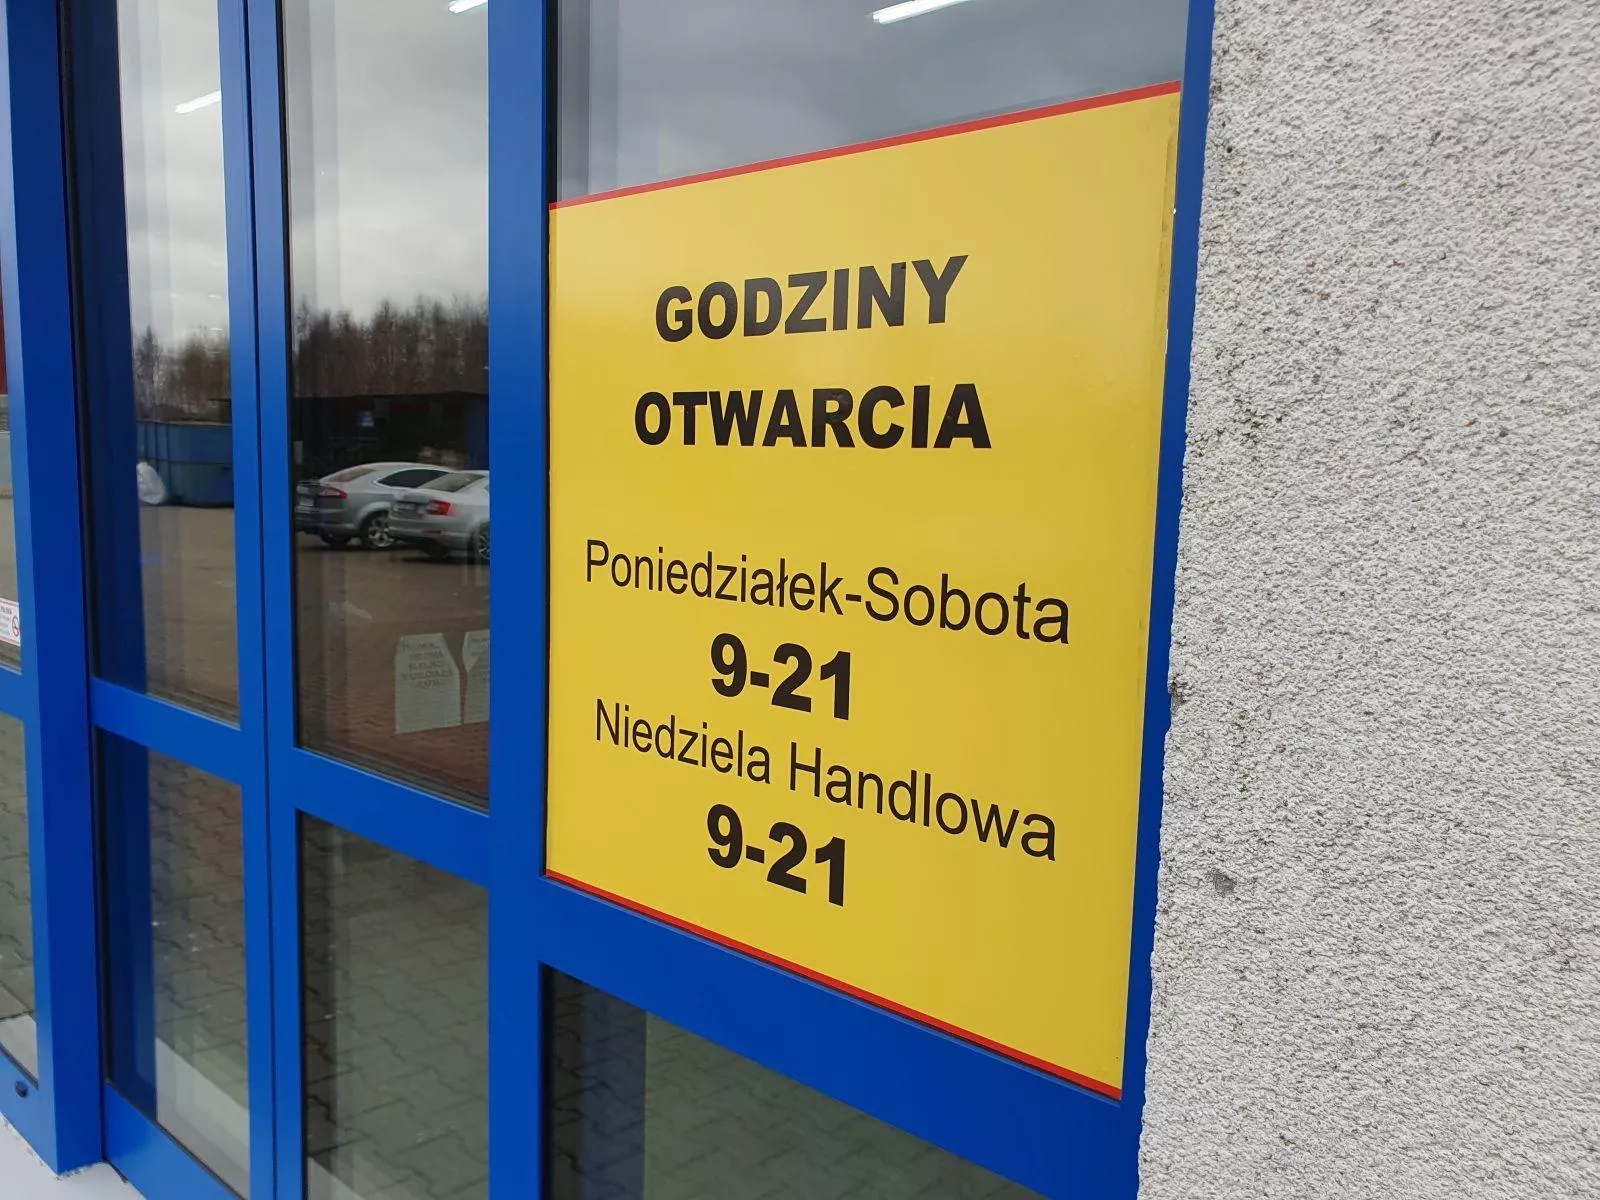 GODZINY
OTWARCIA
Poniedziałek-Sobota
9-21
Niedziela Handlowa
9-21